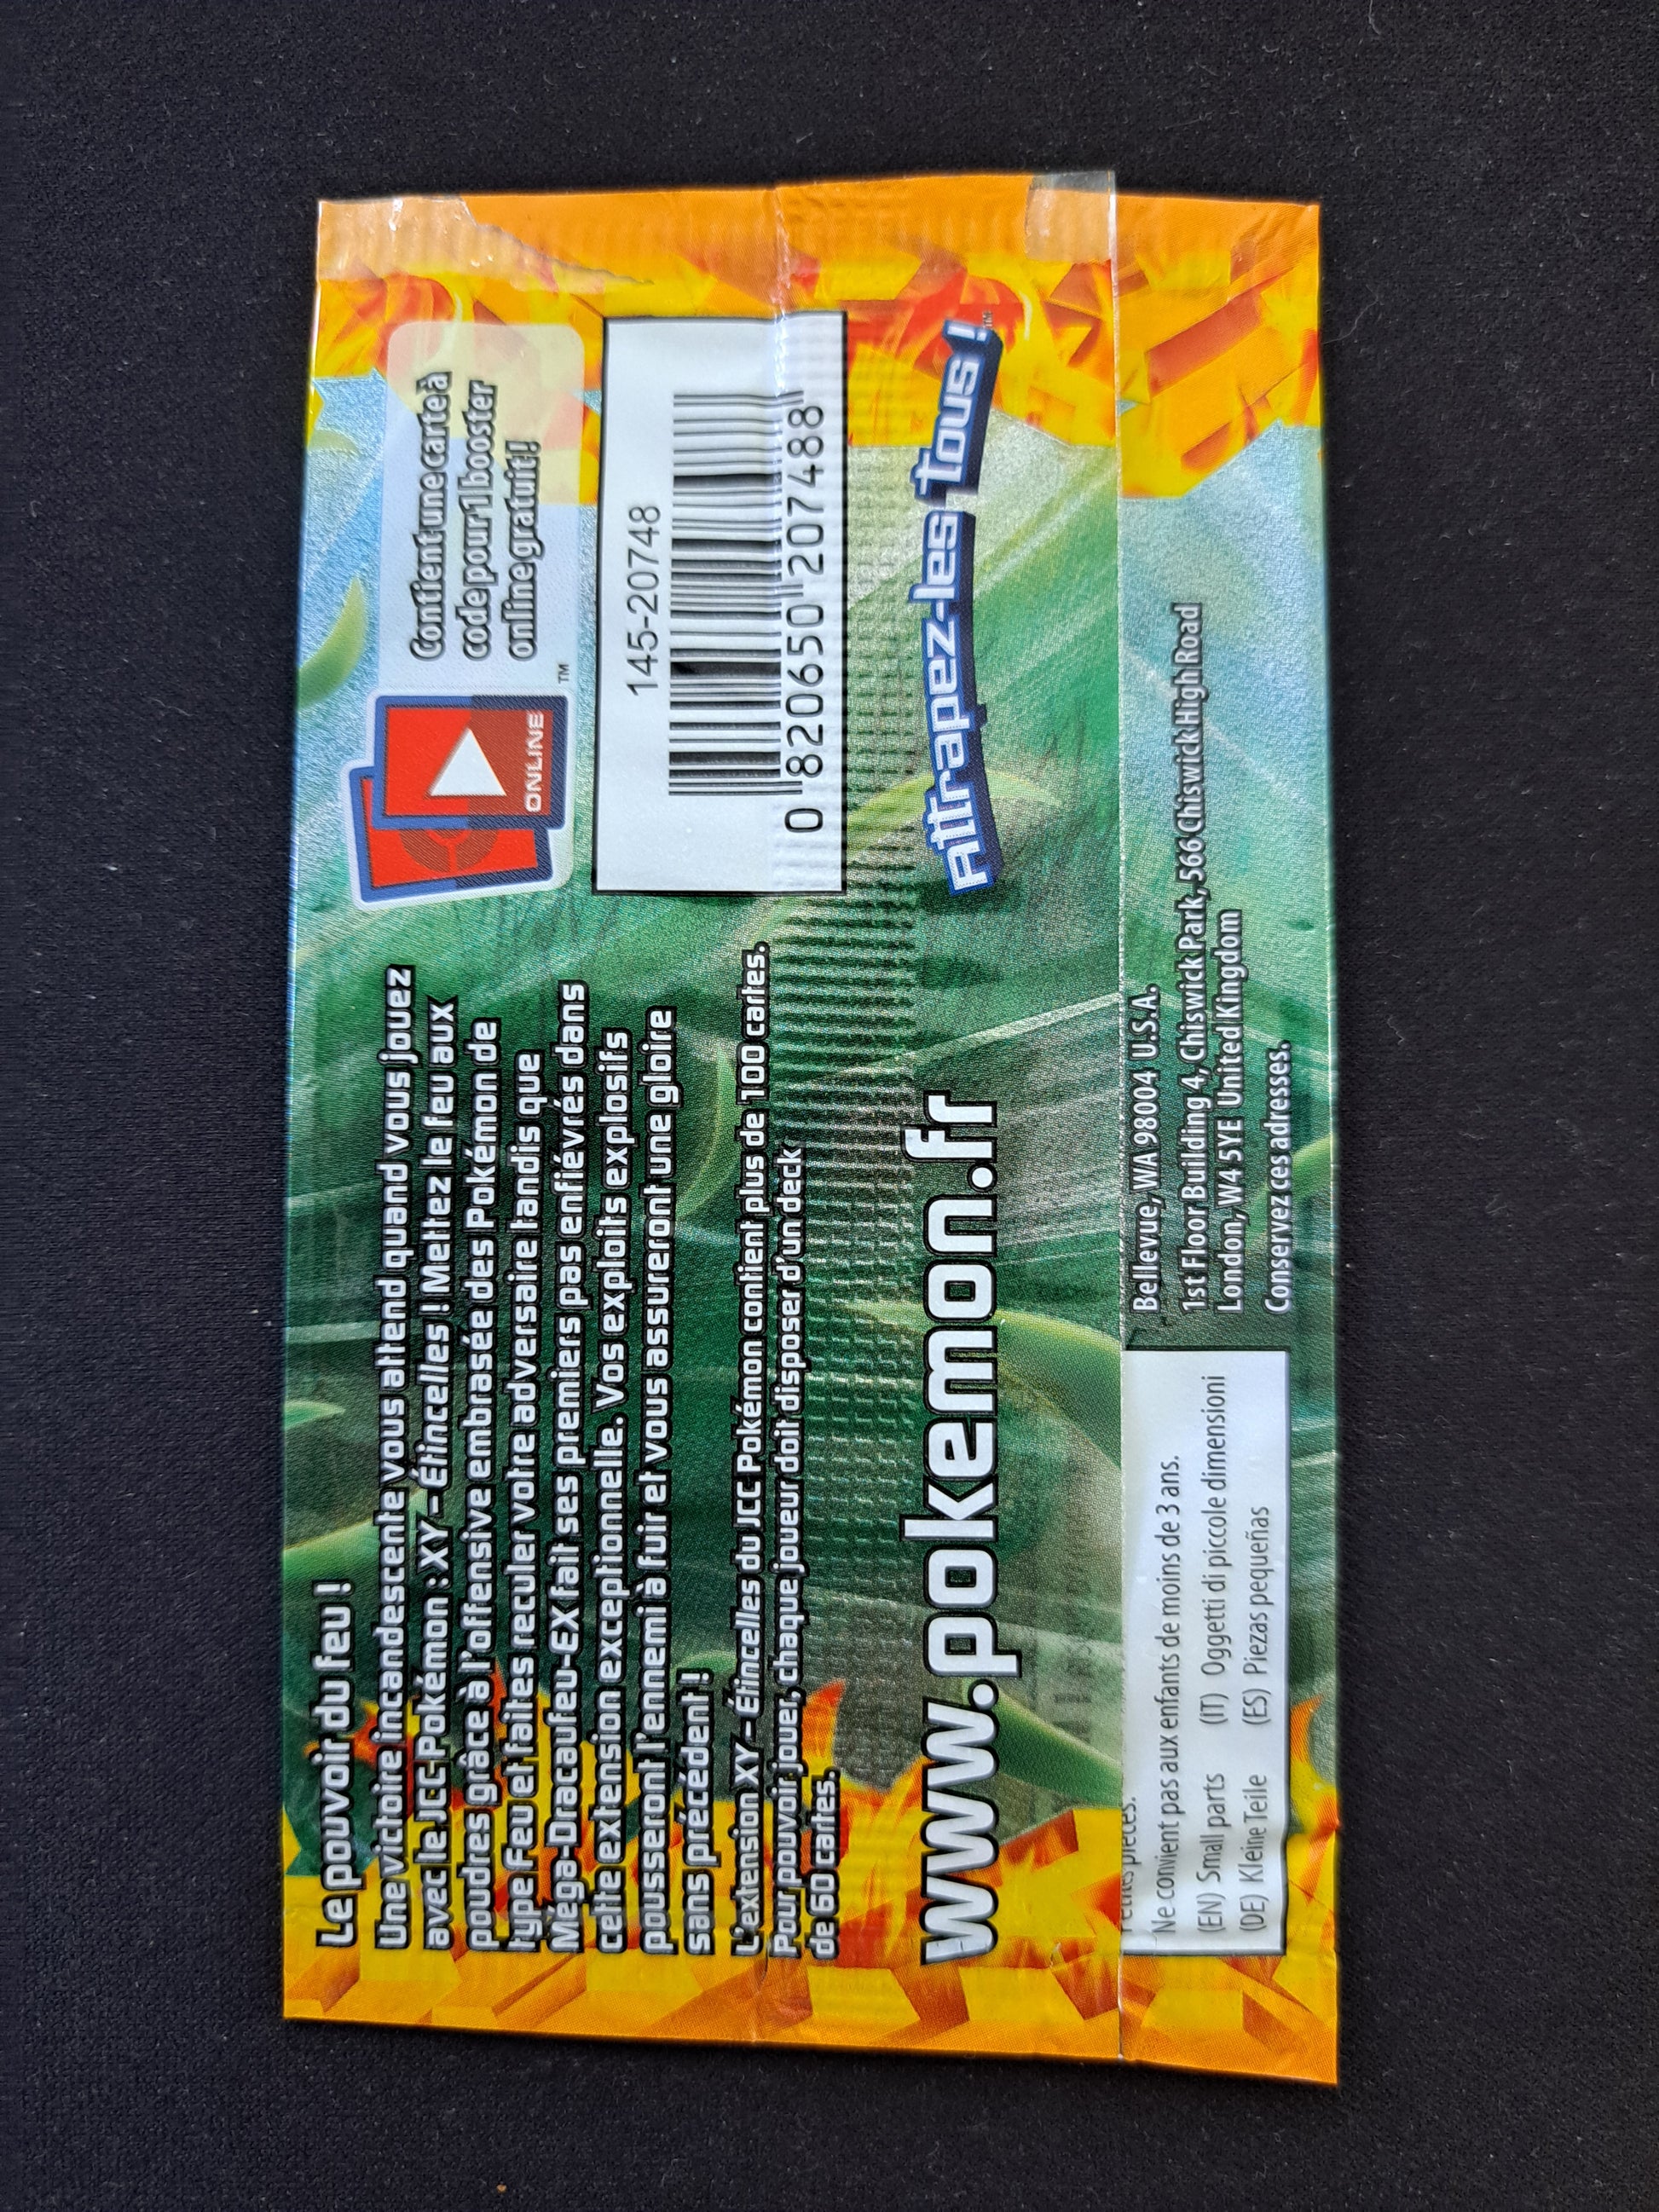 Le pouvoir du feu !
Une victoire incandescente vous attend quand vous jouez
avec le JCC Pokémon : XY – Étincelles ! Mettez le feu aux
poudres grâce à l'offensive embrasée des Pokémon de
type Feu et faites reculer votre adversaire tandis que
Méga-Dracaufeu-EX fait ses premiers pas enfiévrés dans
cette extension exceptionnelle. Vos exploits explosifs
pousseront l'ennemi à fuir et vous assureront une gloire
sans précédent !
L'extension XY – Étincelles du JCC Pokémon contient plus de 100 cartes.
Pour pouvoir jouer, chaque joueur doit disposer d'un deck
de 60 cartes.
www.pokemon.fr
ONLINE
TM
Contient une carte à
code pour 1 booster
online gratuit !
145-20748
0 820650 207488
Attrapez-les tous !
TM
Petites pièces.
Ne convient pas aux enfants de moins de 3 ans.
(EN) Small parts (IT) Oggetti di piccole dimensioni
(DE) Kleine Teile (ES) Piezas pequeñas
Bellevue, WA 98004 U.S.A.
1st Floor Building 4, Chiswick Park, 566 Chiswick High Road
London, W4 5YE United Kingdom
Conservez ces adresses.